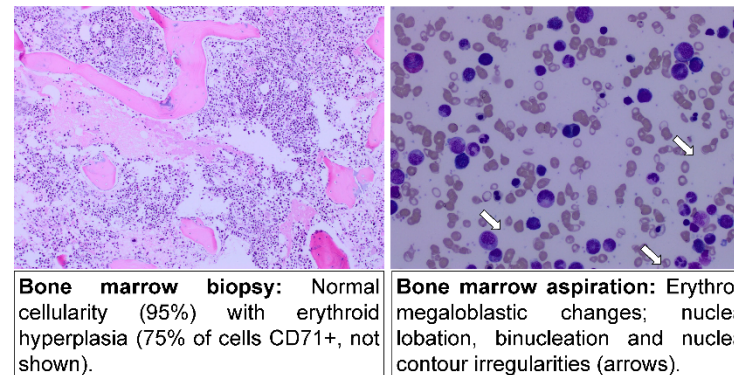 Bone marrow biopsy: Normal
cellularity (95%) with erythroid
hyperplasia (75% of cells CD71+, not
shown).
Bone marrow aspiration: Erythro
megaloblastic changes; nucle
lobation, binucleation and nucle
contour irregularities (arrows).